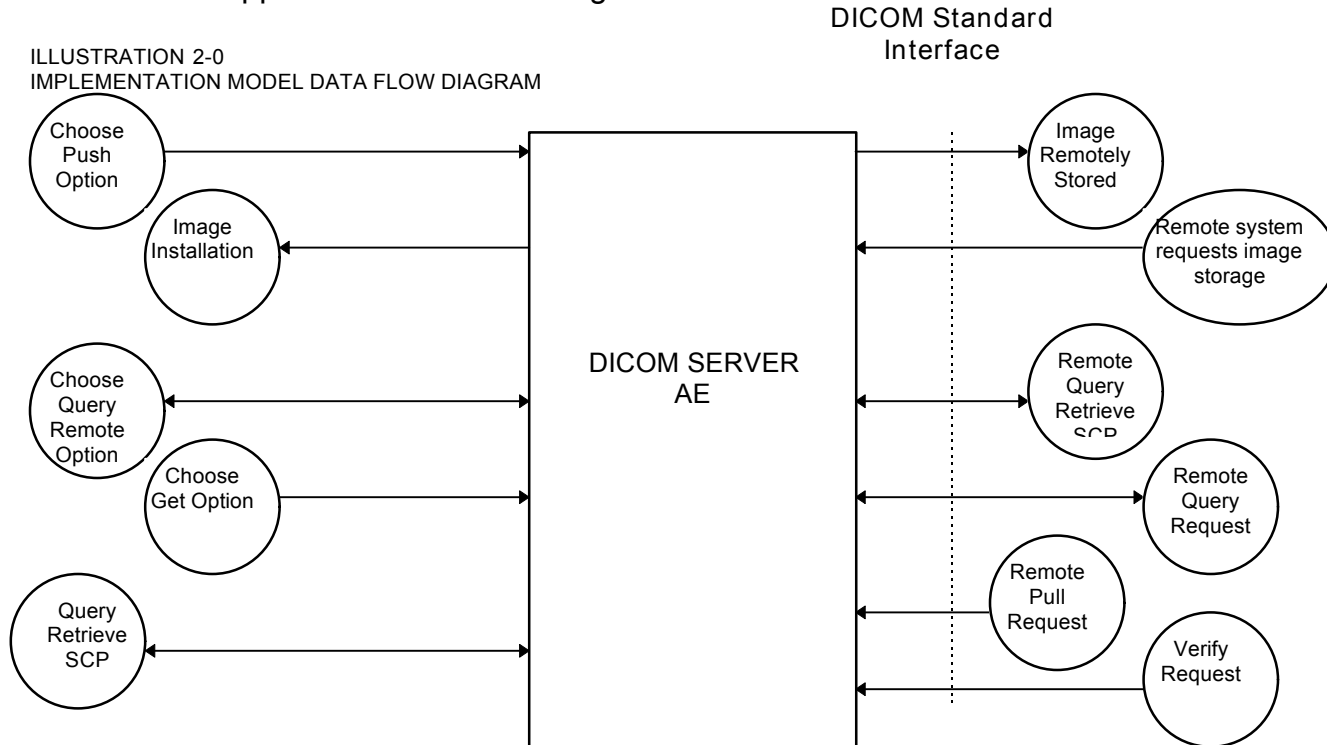 DICOM Standard
Interface
ILLUSTRATION 2-0
IMPLEMENTATION MODEL DATA FLOW DIAGRAM
Choose
Push
Option
Image
Remotely
Stored
Image
Installation
Remote system
requests image
storage
DICOM SERVER
AE
Choose
Query
Remote
Option
Remote
Query
Retrieve
SCP
Choose
Get Option
Remote
Query
Request
Remote
Pull
Request
Query
Retrieve
SCP
Verify
Request